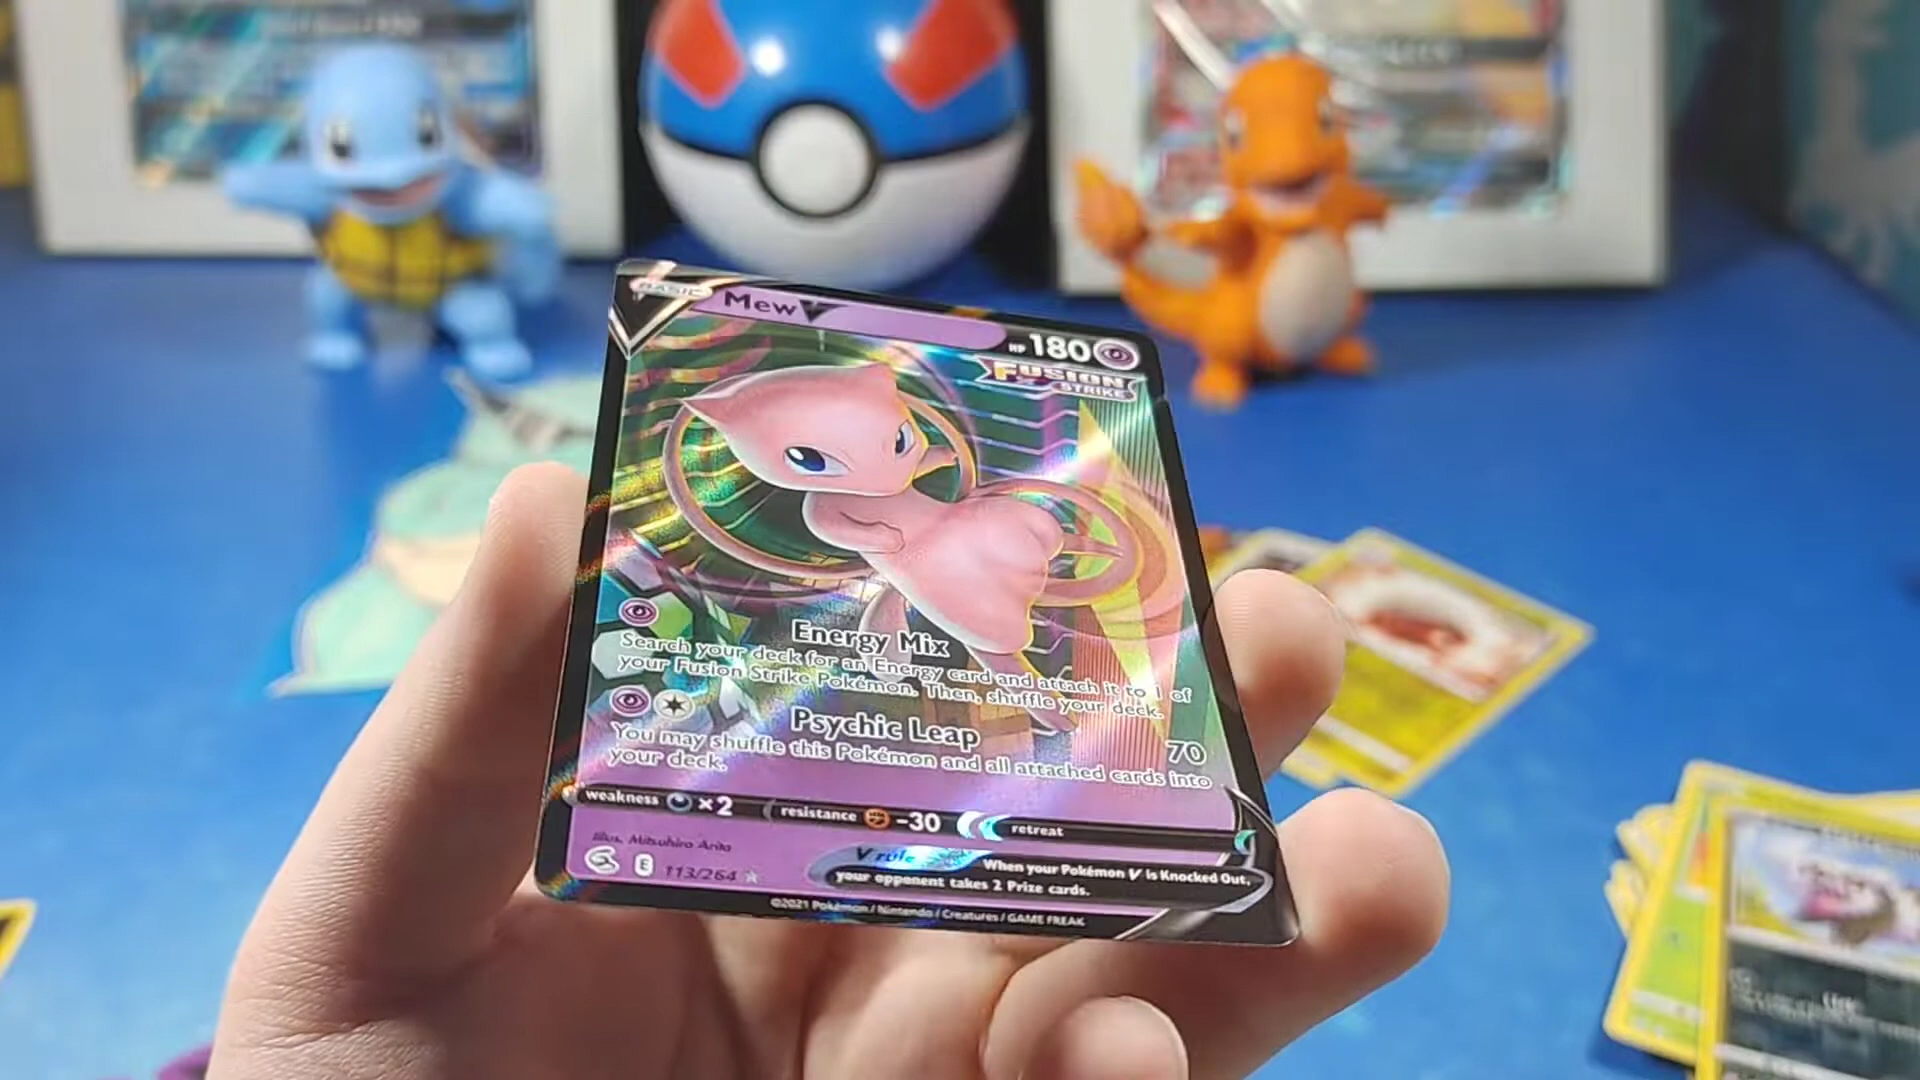 BASIC
Mew V
HP 180
FUSION
STRIKE
Energy Mix
Search your deck for an Energy card and attach it to 1 of
your Fusion Strike Pokémon. Then, shuffle your deck.
Psychic Leap
70
You may shuffle this Pokémon and all attached cards into
your deck.
weakness ×2 resistance -30 retreat
Illus. Mitsuhiro Arita
V rule
When your Pokémon V is Knocked Out,
your opponent takes 2 Prize cards.
E 113/264
©2021 Pokémon / Nintendo / Creatures / GAME FREAK